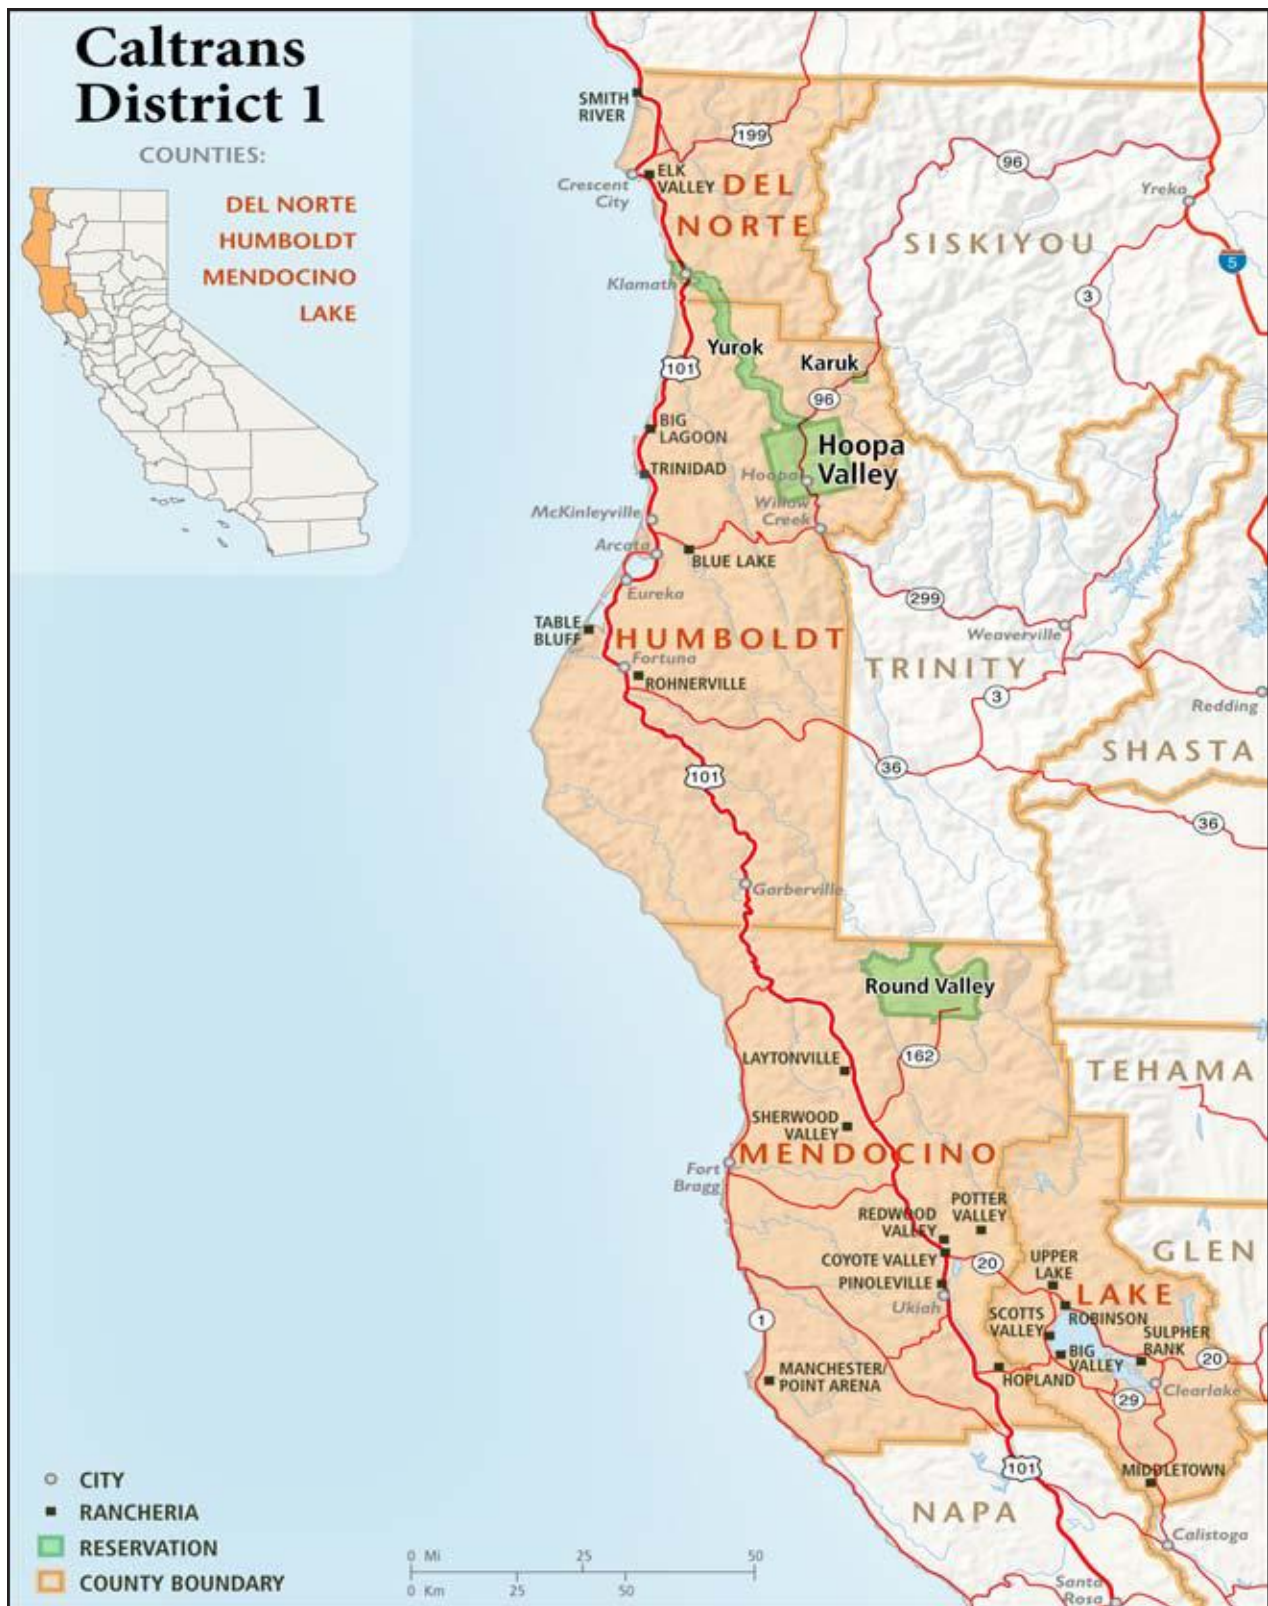 Caltrans
District 1
COUNTIES:
DEL NORTE
HUMBOLDT
MENDOCINO
LAKE
SMITH
RIVER
199
96
ELK
VALLEY
Crescent
City
DEL
NORTE
Yreka
SISKIYOU
5
3
Klamath
Yurok
Karuk
101
96
BIG
LAGOON
TRINIDAD
Hoopa
Valley
Hoopa
Willow
Creek
McKinleyville
Arcata
BLUE LAKE
Eureka
299
TABLE
BLUFF
HUMBOLDT
Weaverville
Fortuna
ROHNERVILLE
TRINITY
3
Redding
SHASTA
36
101
36
Garberville
Round Valley
LAYTONVILLE
162
TEHAMA
SHERWOOD
VALLEY
MENDOCINO
Fort
Bragg
POTTER
VALLEY
REDWOOD
VALLEY
COYOTE VALLEY
20
UPPER
LAKE
GLEN
PINOLEVILLE
Ukiah
LAKE
ROBINSON
SCOTTS
VALLEY
SULPHER
BANK
1
BIG
VALLEY
20
MANCHESTER/
POINT ARENA
HOPLAND
Clearlake
29
101
MIDDLETOWN
NAPA
Calistoga
Santa
Rosa
CITY
RANCHERIA
RESERVATION
COUNTY BOUNDARY
0 Mi 25 50
0 Km 25 50